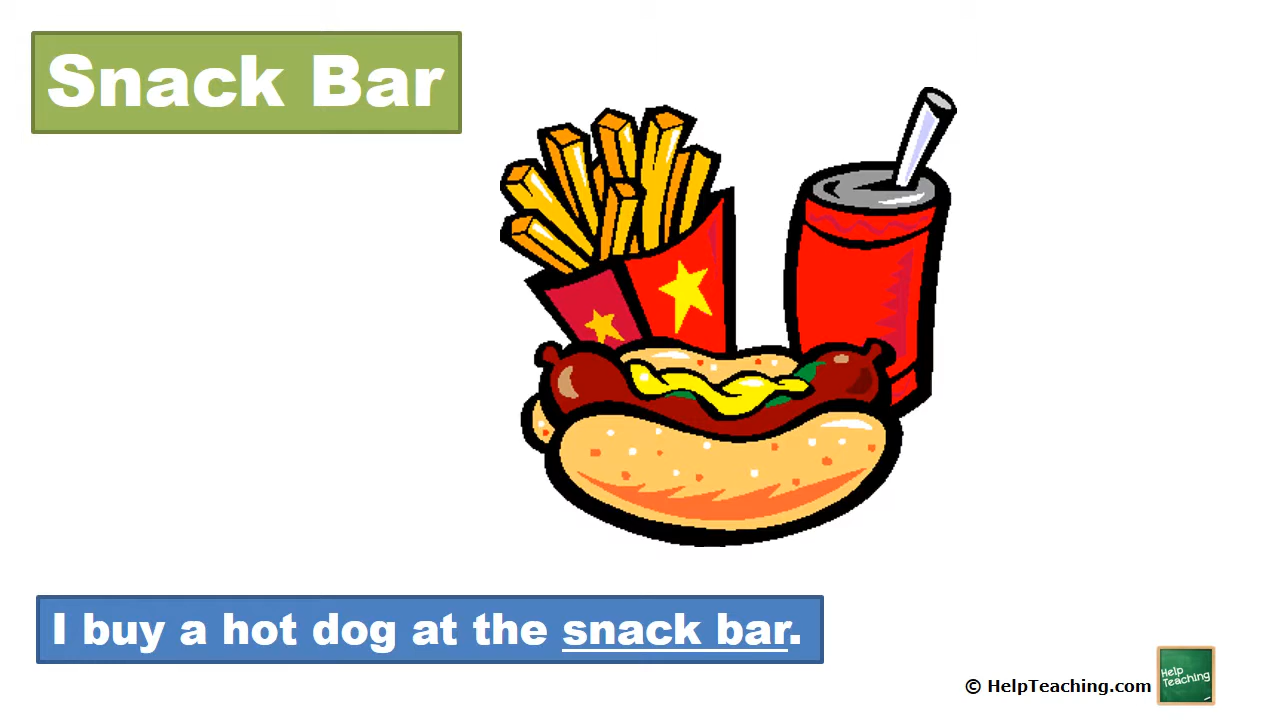 Snack Bar
I buy a hot dog at the snack bar.
© HelpTeaching.com
Help
Teaching